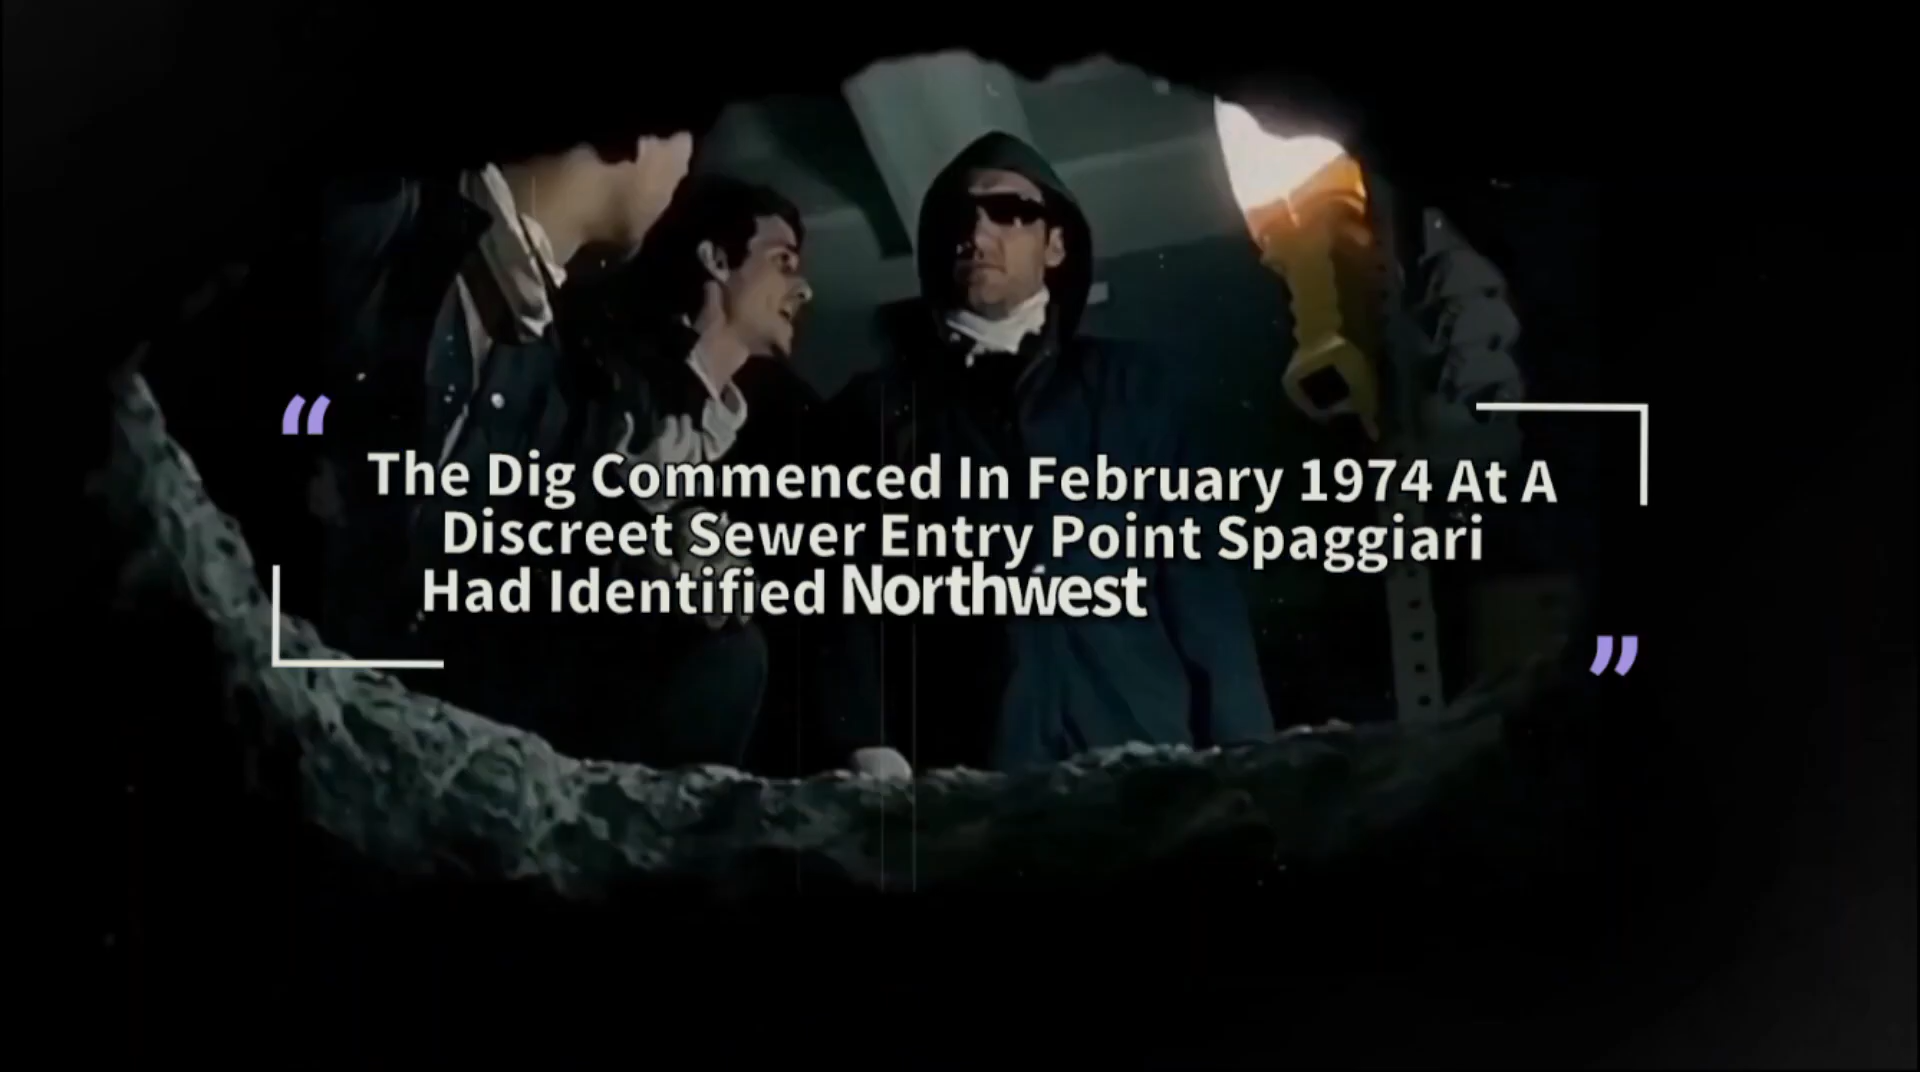 “
The Dig Commenced In February 1974 At A
Discreet Sewer Entry Point Spaggiari
Had Identified Northwest
”